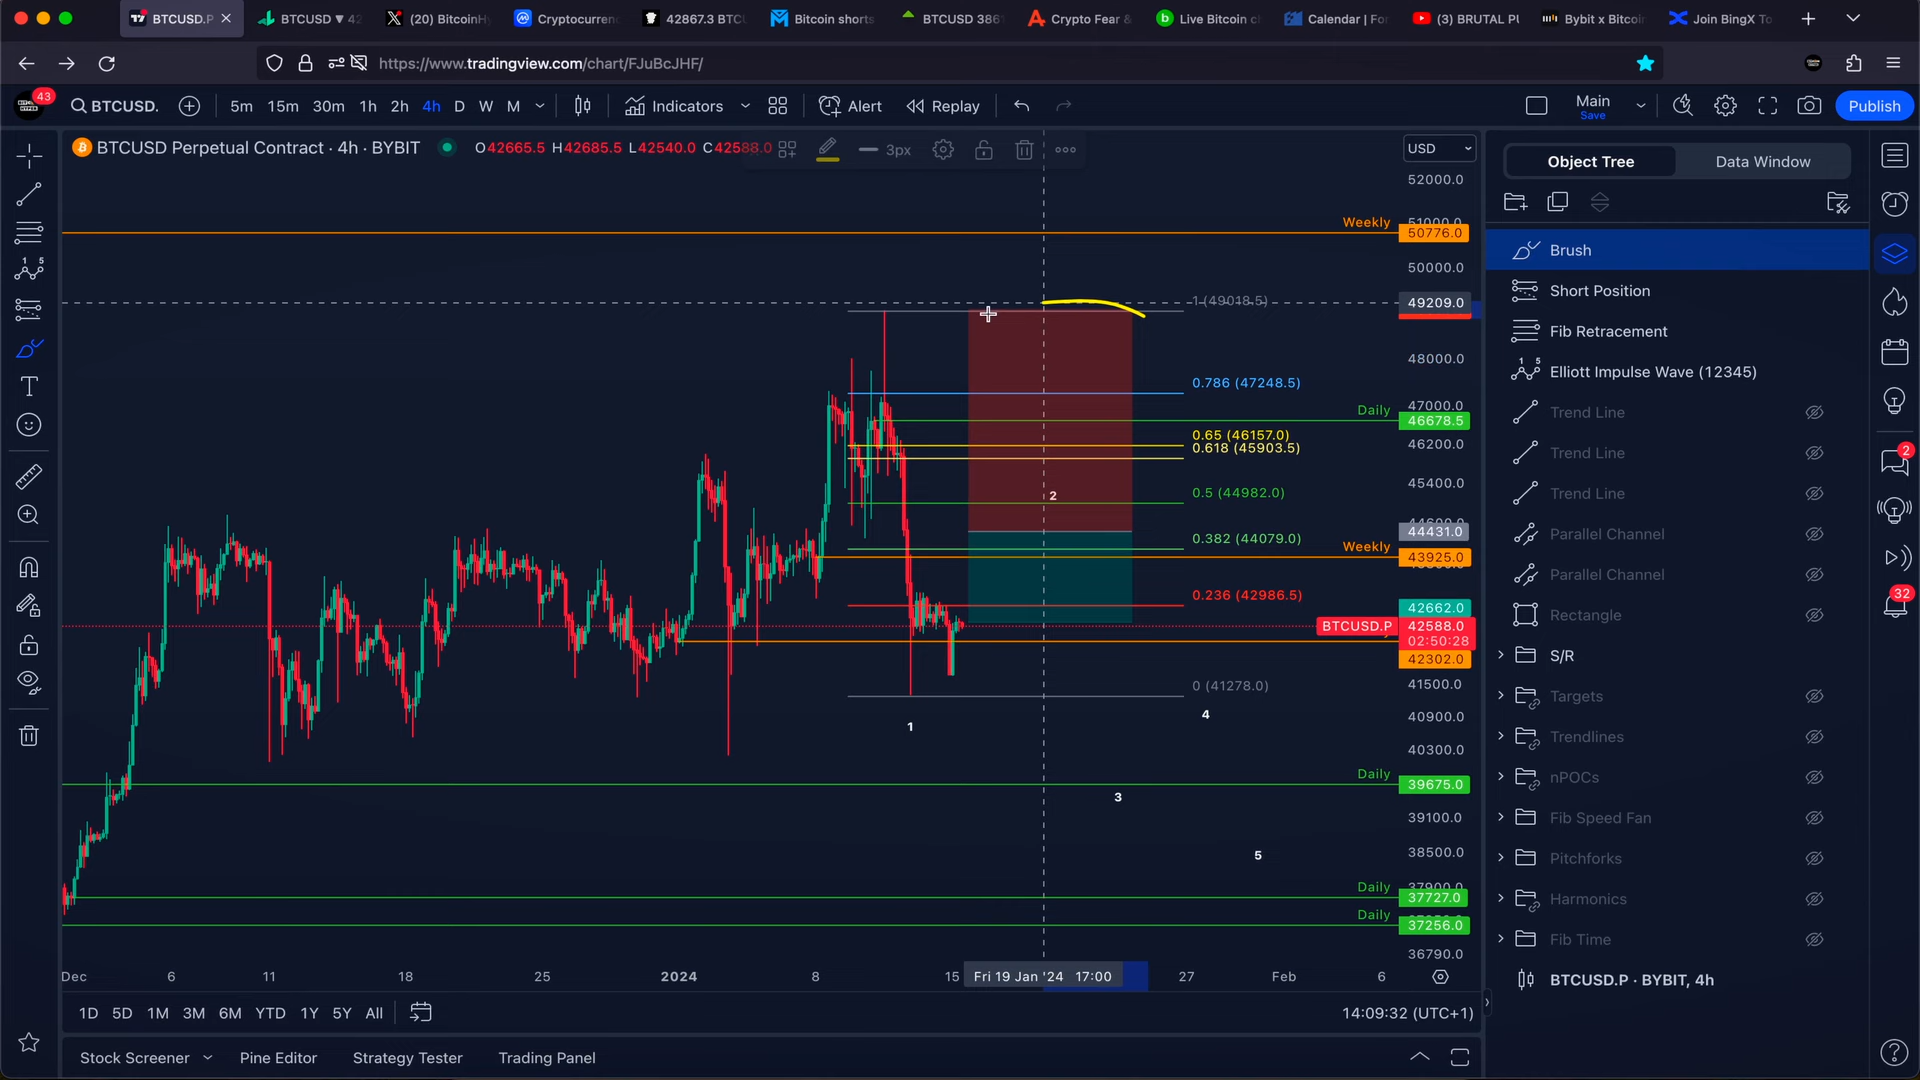 BTCUSD.P
BTCUSD ▼ 42
(20) BitcoinHy
Cryptocurren
42867.3 BTC
Bitcoin shorts
BTCUSD 386
Crypto Fear &
Live Bitcoin c
Calendar | Fo
(3) BRUTAL PU
Bybit x Bitcoi
Join BingX To
https://www.tradingview.com/chart/FJuBcJHF/
43
BTCUSD.
5m 15m 30m 1h 2h 4h D W M
Indicators
Alert
Replay
Main
Save
Publish
BTCUSD Perpetual Contract · 4h · BYBIT
O42665.5 H42685.5 L42540.0 C42588.0
3px
USD
Object Tree
Data Window
52000.0
Weekly
51000.0
50776.0
50000.0
1 (49018.5)
49209.0
48000.0
0.786 (47248.5)
47000.0
Daily
46678.5
0.65 (46157.0)
46200.0
0.618 (45903.5)
45400.0
0.5 (44982.0)
2
44431.0
0.382 (44079.0)
Weekly
43925.0
0.236 (42986.5)
42662.0
BTCUSD.P
42588.0
02:50:28
42302.0
0 (41278.0)
41500.0
1
4
40900.0
40300.0
Daily
39675.0
3
39100.0
38500.0
5
Daily
37727.0
Daily
37256.0
36790.0
Dec 6 11 18 25 2024 8 15 Fri 19 Jan '24 17:00 27 Feb 6
1D 5D 1M 3M 6M YTD 1Y 5Y All
14:09:32 (UTC+1)
Stock Screener
Pine Editor
Strategy Tester
Trading Panel
Brush
Short Position
Fib Retracement
Elliott Impulse Wave (12345)
Trend Line
Trend Line
Trend Line
Parallel Channel
Parallel Channel
Rectangle
S/R
Targets
Trendlines
nPOCs
Fib Speed Fan
Pitchforks
Harmonics
Fib Time
BTCUSD.P · BYBIT, 4h
2
32